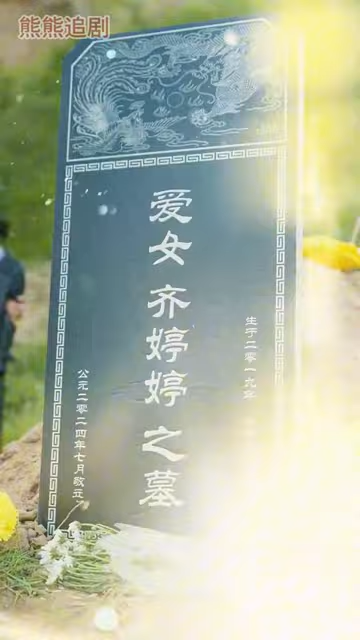 熊熊追剧
生于二零一九年
爱女齐婷婷之墓
公元二零二四年七月敬立